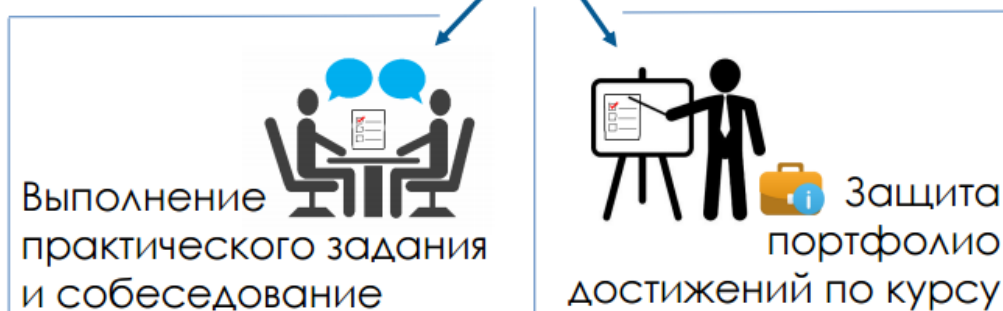 Выполнение
практического задания
и собеседование
Защита
портфолио
достижений по курсу